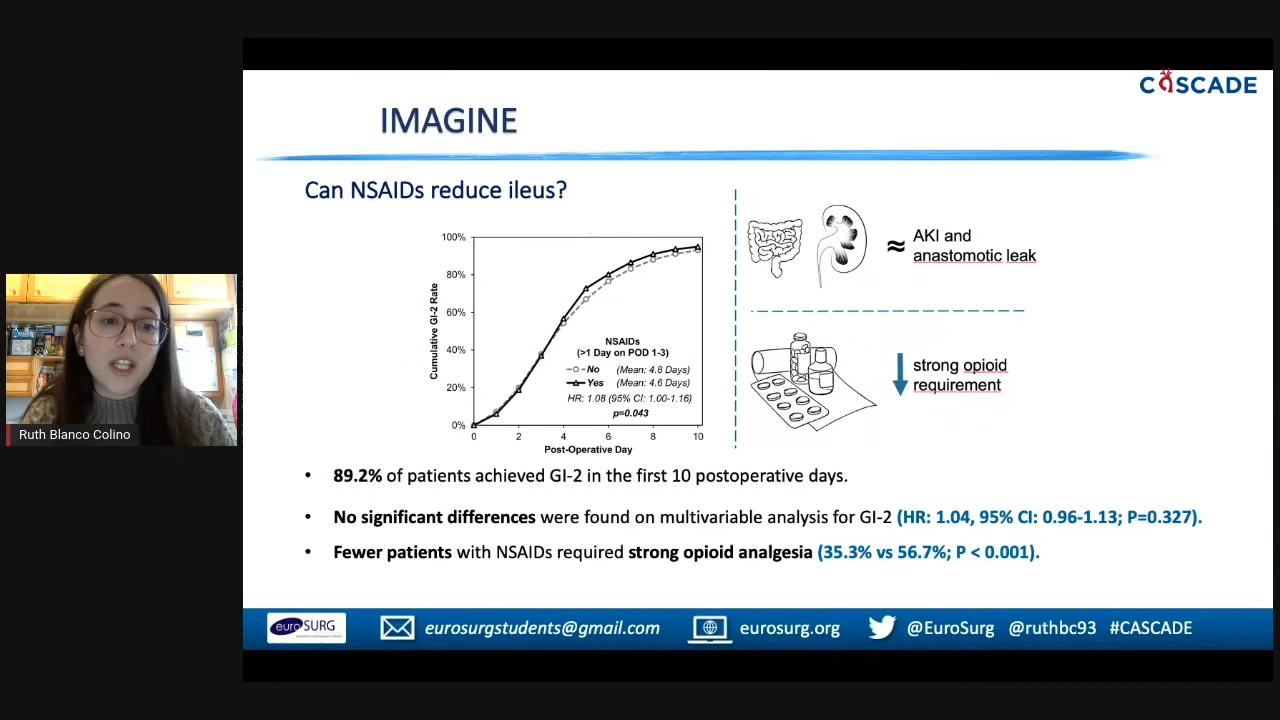 CASCADE
IMAGINE
Can NSAIDs reduce ileus?
100%
80%
60%
40%
20%
0%
Cumulative GI-2 Rate
NSAIDs
(>1 Day on POD 1-3)
No (Mean: 4.8 Days)
Yes (Mean: 4.6 Days)
HR: 1.08 (95% CI: 1.00-1.16)
p=0.043
0 2 4 6 8 10
Post-Operative Day
≈ AKI and
anastomotic leak
strong opioid
requirement
Ruth Blanco Colino
• 89.2% of patients achieved GI-2 in the first 10 postoperative days.
• No significant differences were found on multivariable analysis for GI-2 (HR: 1.04, 95% CI: 0.96-1.13; P=0.327).
• Fewer patients with NSAIDs required strong opioid analgesia (35.3% vs 56.7%; P < 0.001).
euroSURG
eurosurgstudents@gmail.com
eurosurg.org
@EuroSurg @ruthbc93 #CASCADE